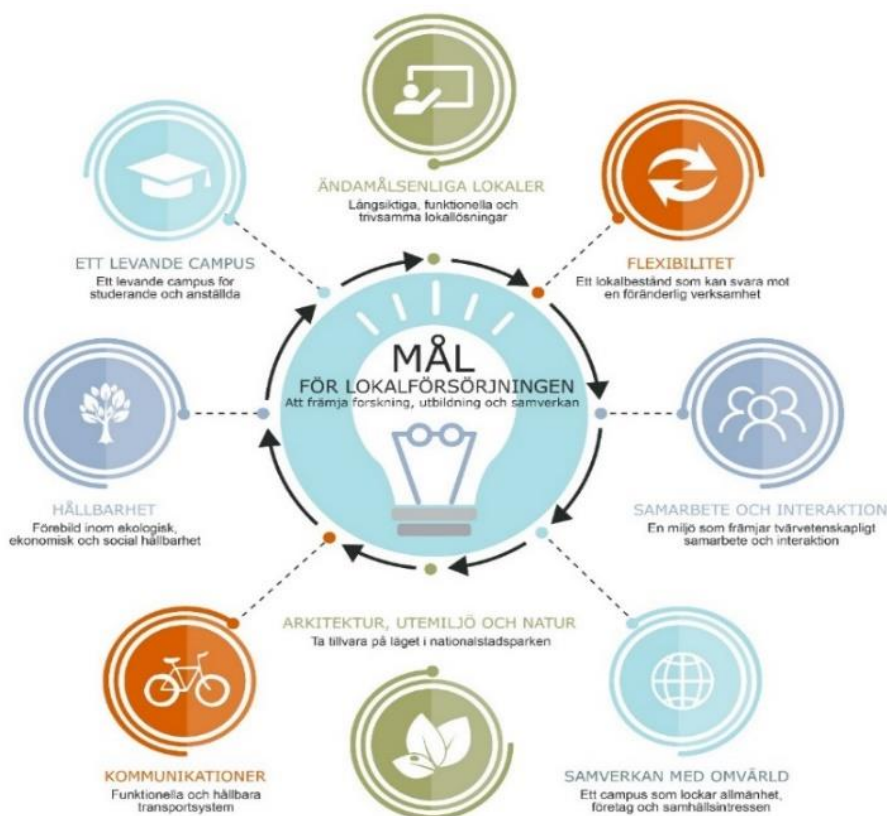 ÄNDAMÅLSENLIGA LOKALER
Långsiktiga, funktionella och
trivsamma lokallösningar
ETT LEVANDE CAMPUS
Ett levande campus för
studerande och anställda
FLEXIBILITET
Ett lokalbestånd som kan svara mot
en föränderlig verksamhet
MÅL
FÖR LOKALFÖRSÖRJNINGEN
Att främja forskning, utbildning och samverkan
HÅLLBARHET
Förebild inom ekologisk,
ekonomisk och social hållbarhet
SAMARBETE OCH INTERAKTION
En miljö som främjar tvärvetenskapligt
samarbete och interaktion
ARKITEKTUR, UTEMILJÖ OCH NATUR
Ta tillvara på läget i nationalstadsparken
KOMMUNIKATIONER
Funktionella och hållbara
transportsystem
SAMVERKAN MED OMVÄRLD
Ett campus som lockar allmänhet,
företag och samhällsintressen